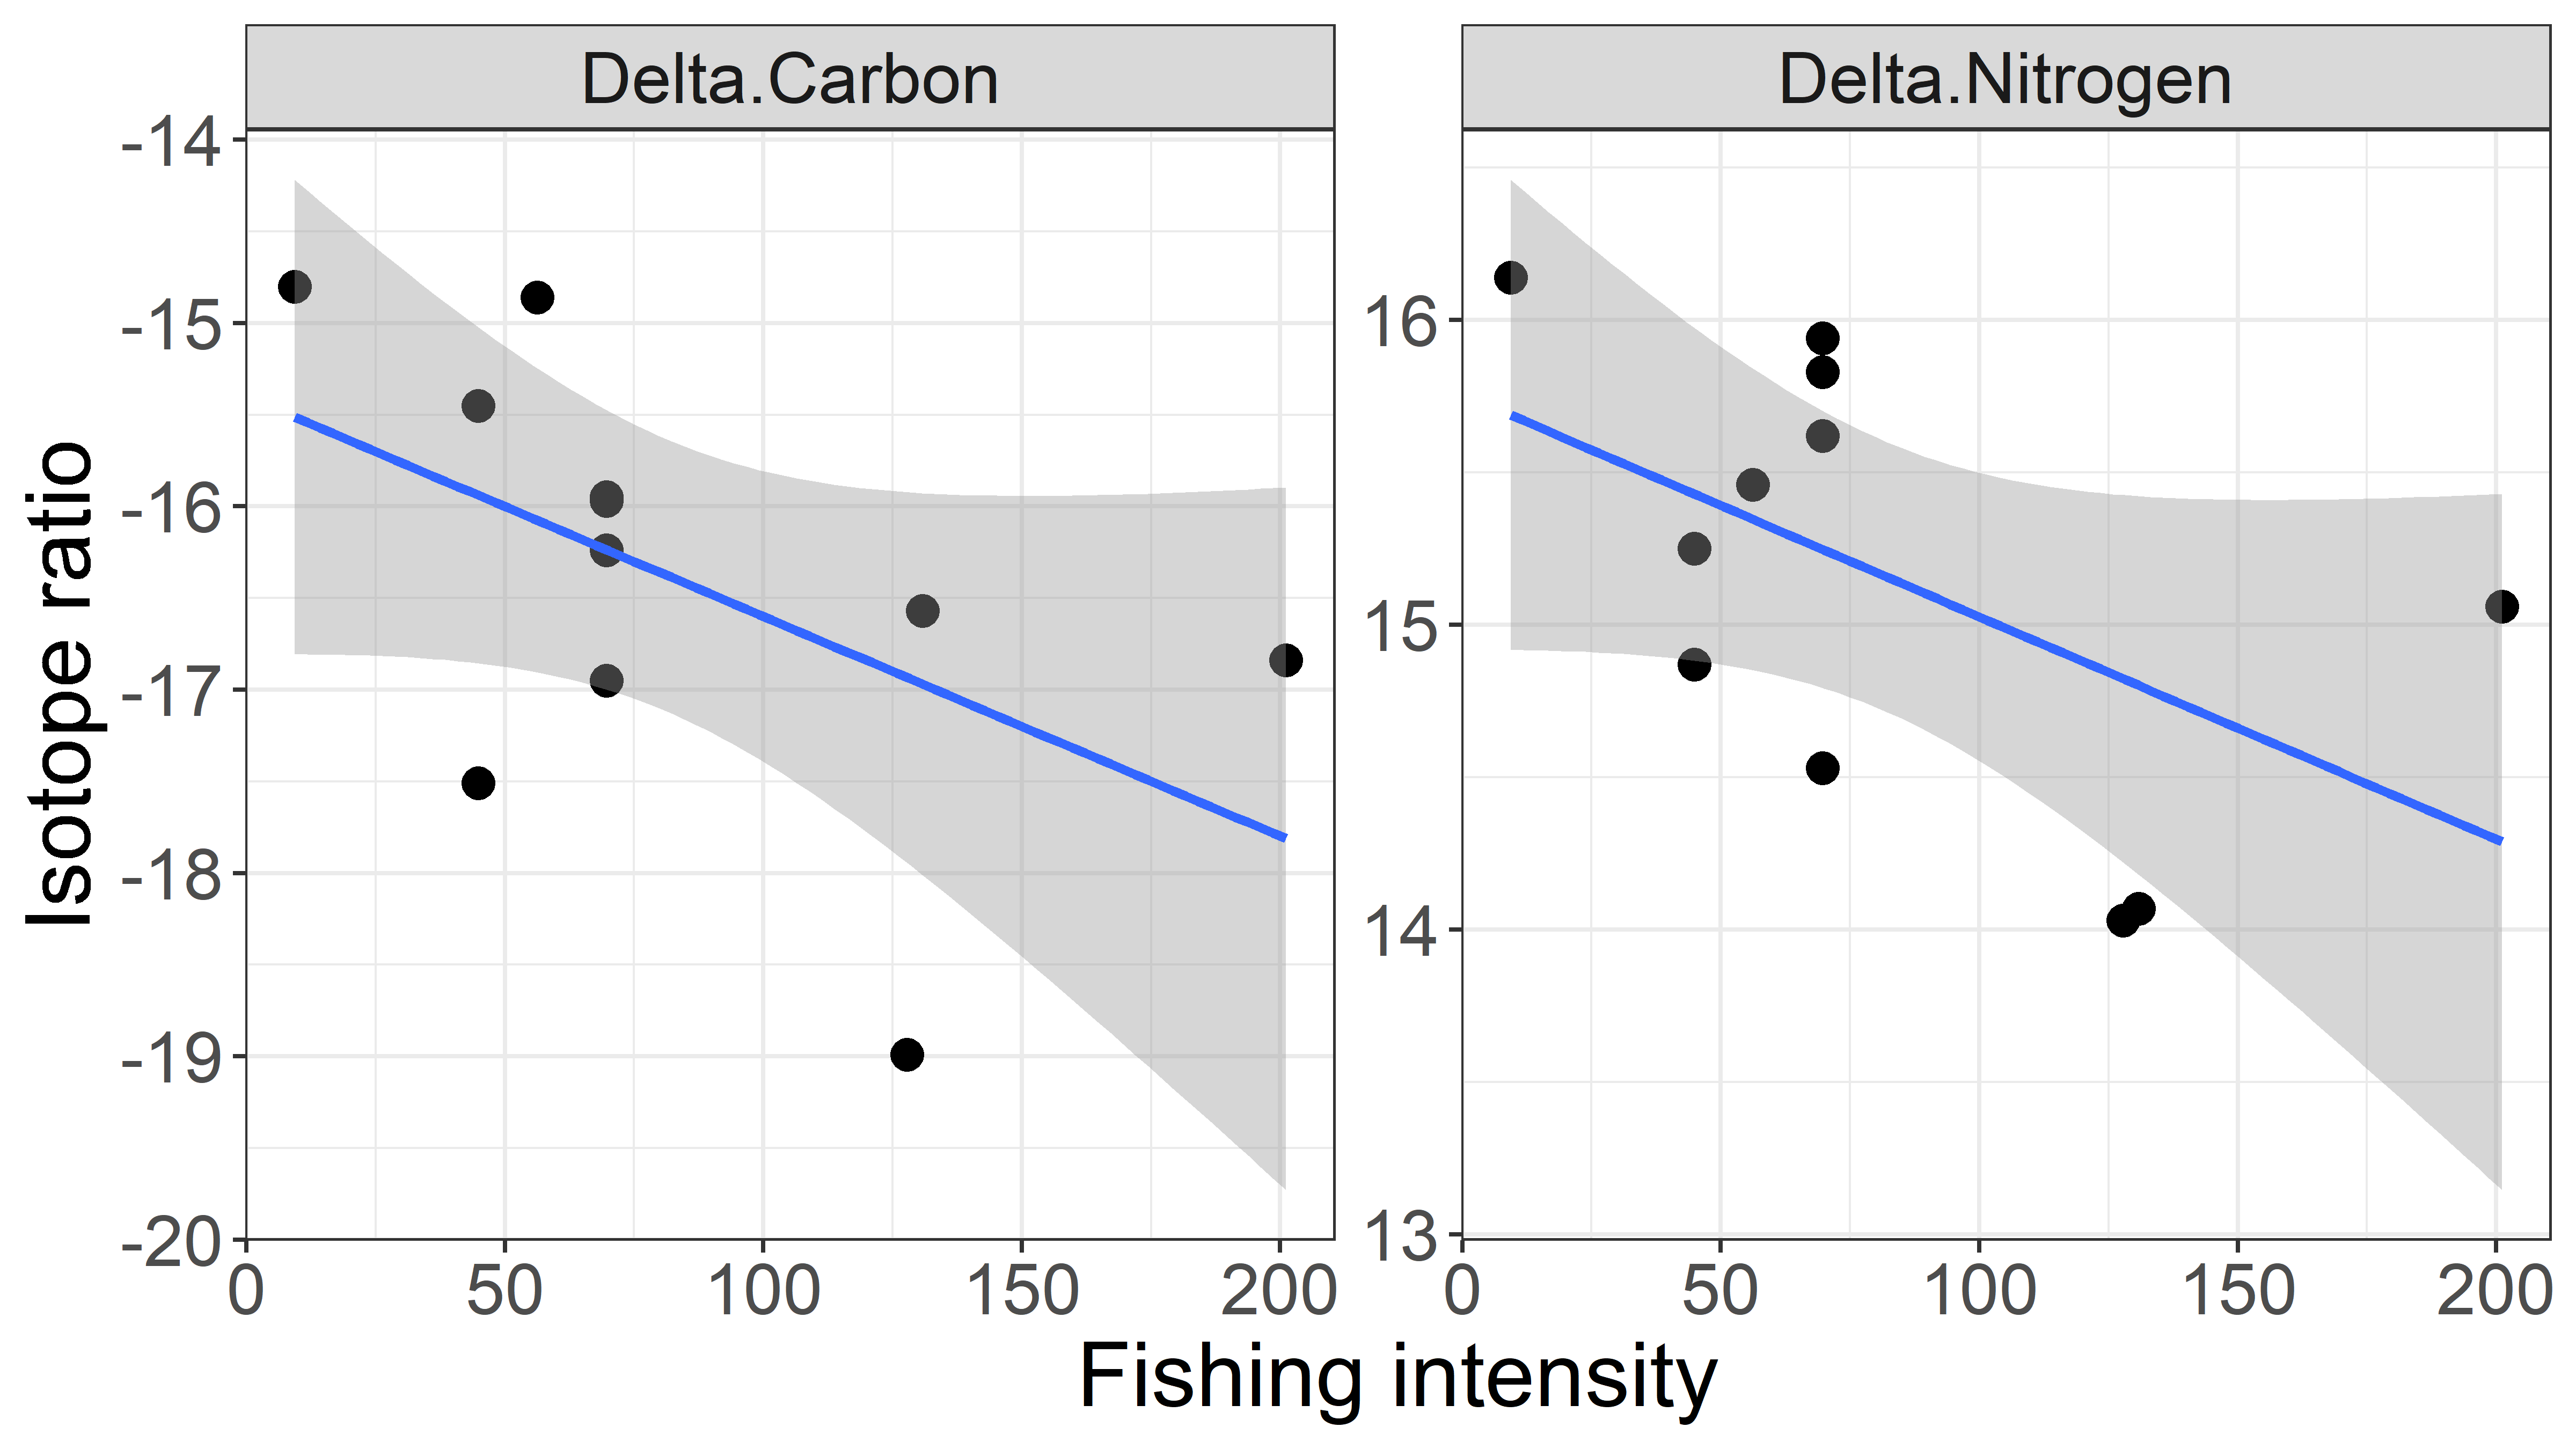 Delta.Carbon
Delta.Nitrogen
Isotope ratio
-14
-15
-16
-17
-18
-19
-20
16
15
14
13
0 50 100 150 200
0 50 100 150 200
Fishing intensity